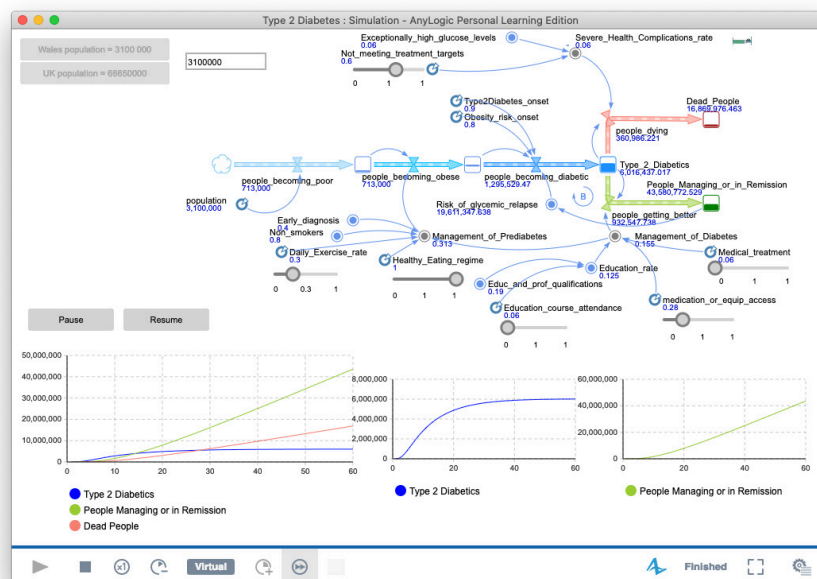 Type 2 Diabetes : Simulation - AnyLogic Personal Learning Edition
Wales population = 3100 000
UK population = 66650000
3100000
Exceptionally_high_glucose_levels
0.06
Not_meeting_treatment_targets
0.6
0 1 1
Severe_Health_Complications_rate
0.06
Type2Diabetes_onset
0.9
Obesity_risk_onset
0.8
Dead_People
16,869,976.463
people_dying
360,986.221
people_becoming_poor
713,000
people_becoming_obese
713,000
people_becoming_diabetic
1,295,529.47
Type_2_Diabetics
6,016,437.017
People_Managing_or_in_Remission
43,580,772.529
population
3,100,000
Risk_of_glycemic_relapse
19,611,347.638
B
people_getting_better
932,547.738
Early_diagnosis
0.4
Non_smokers
0.8
Management_of_Prediabetes
0.313
Management_of_Diabetes
0.155
Daily_Exercise_rate
0.3
0 0.3 1
Healthy_Eating_regime
1
0 1 1
Education_rate
0.125
Medical_treatment
0.06
0 1 1
Educ_and_prof_qualifications
0.19
Education_course_attendance
0.06
0 1 1
medication_or_equip_access
0.28
0 1 1
Pause
Resume
50,000,000
40,000,000
30,000,000
20,000,000
10,000,000
0
0 10 20 30 40 50 60
Type 2 Diabetics
People Managing or in Remission
Dead People
8,000,000
6,000,000
4,000,000
2,000,000
0
0 20 40 60
Type 2 Diabetics
60,000,000
40,000,000
20,000,000
0
0 20 40 60
People Managing or in Remission
x1
Virtual
Finished